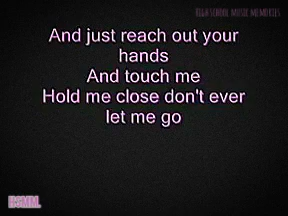 HIGH SCHOOL MUSIC MEMORIES
And just reach out your
hands
And touch me
Hold me close don't ever
let me go
HSMM.